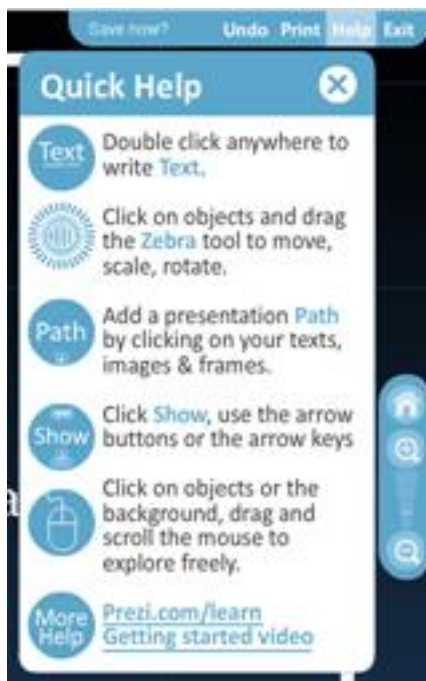 Save now? Undo Print Help Exit
Quick Help
Text
Double click anywhere to
write Text.
Click on objects and drag
the Zebra tool to move,
scale, rotate.
Path
Add a presentation Path
by clicking on your texts,
images & frames.
Show
Click Show, use the arrow
buttons or the arrow keys
Click on objects or the
background, drag and
scroll the mouse to
explore freely.
More
Help
Prezi.com/learn
Getting started video
a